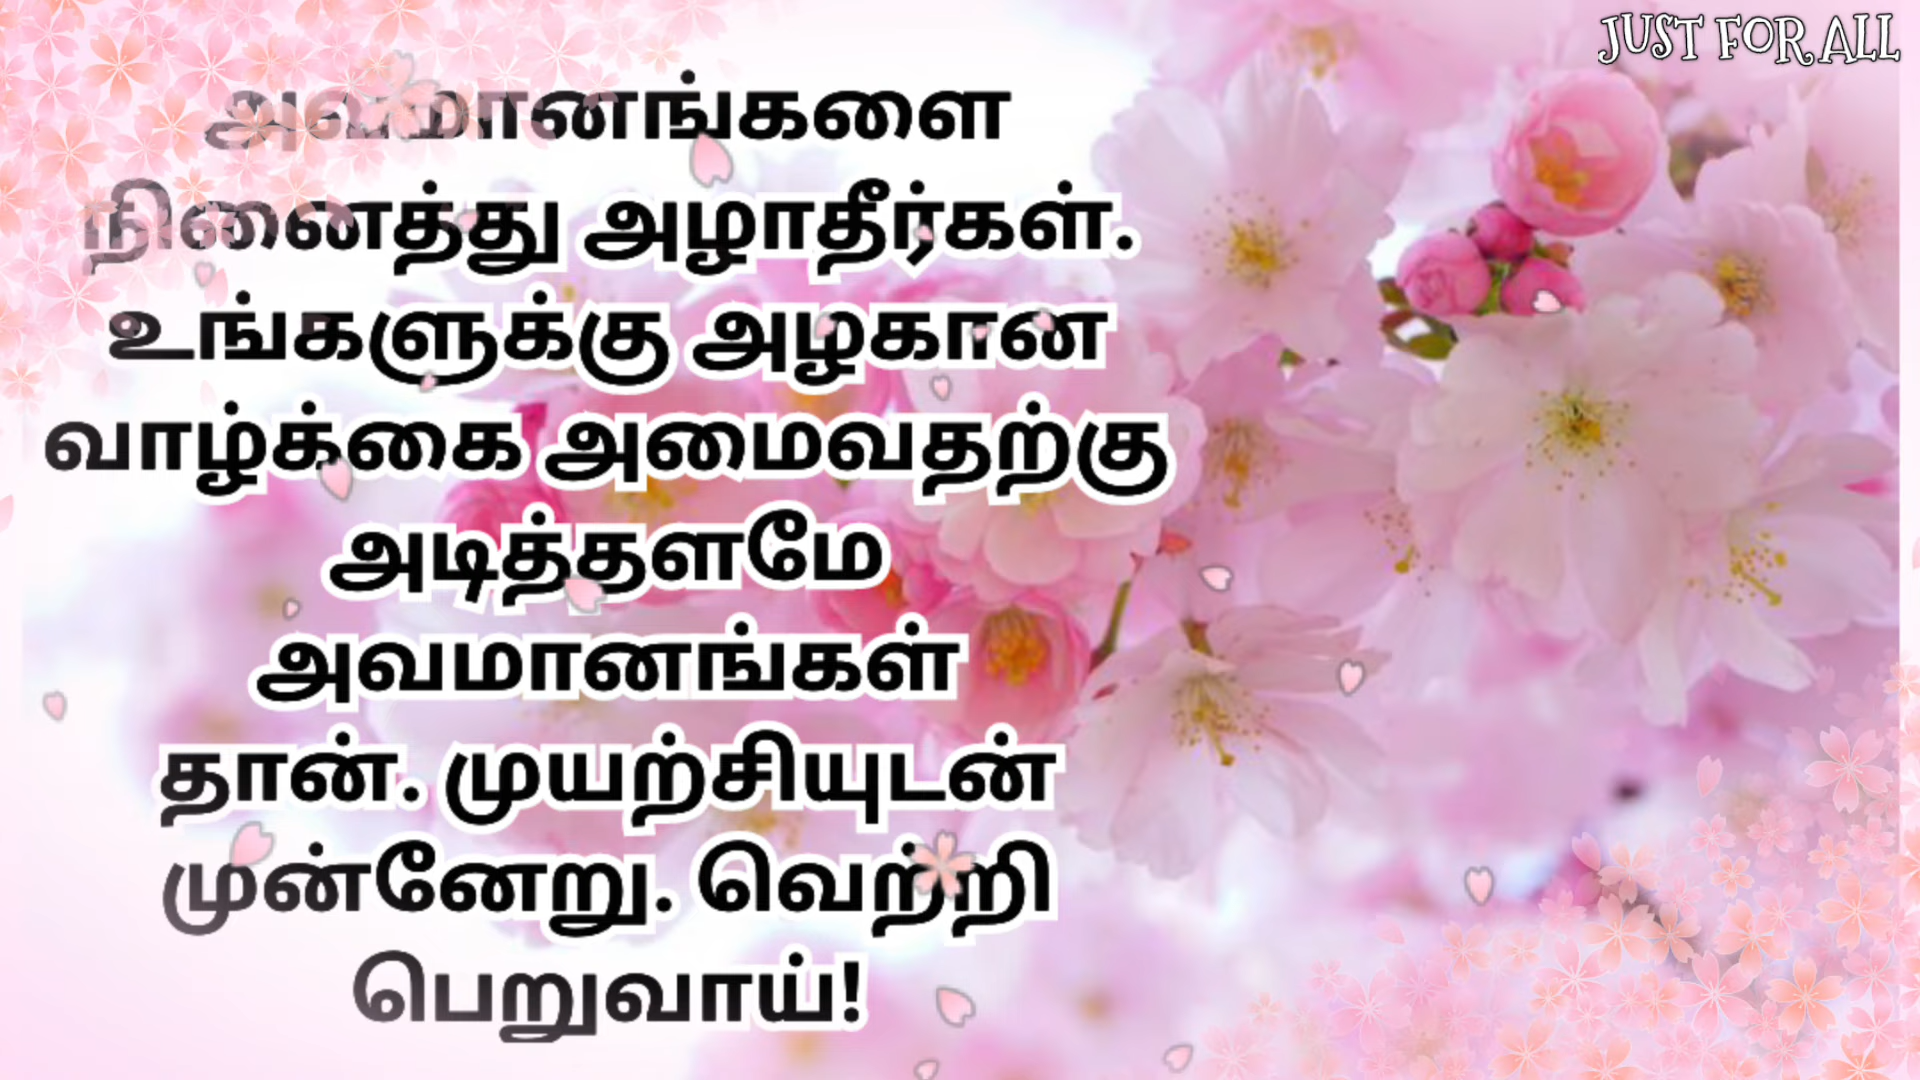 JUST FOR ALL
அவமானங்களை
நினைத்து அழாதீர்கள்.
உங்களுக்கு அழகான
வாழ்க்கை அமைவதற்கு
அடித்தளமே
அவமானங்கள்
தான். முயற்சியுடன்
முன்னேறு. வெற்றி
பெறுவாய்!